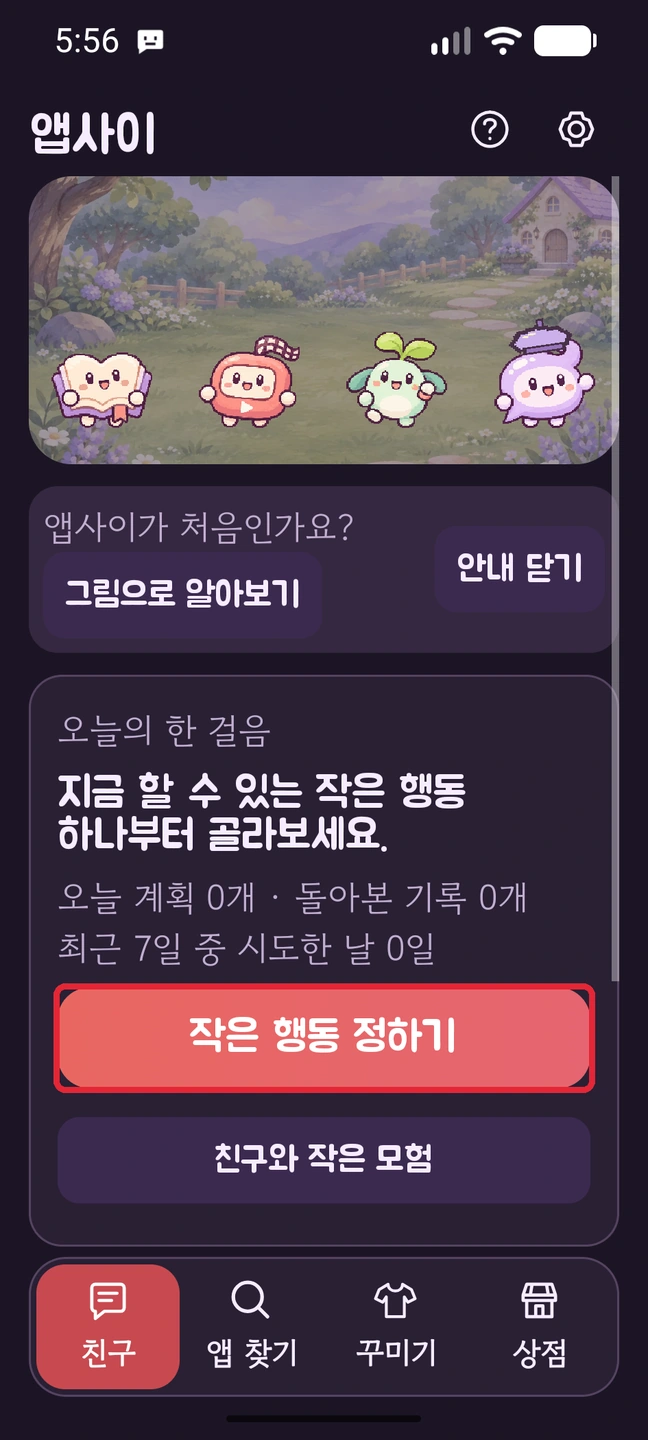 5:56
앱사이
앱사이가 처음인가요?
그림으로 알아보기
안내 닫기
오늘의 한 걸음
지금 할 수 있는 작은 행동
하나부터 골라보세요.
오늘 계획 0개 · 돌아본 기록 0개
최근 7일 중 시도한 날 0일
작은 행동 정하기
친구와 작은 모험
친구
앱 찾기
꾸미기
상점